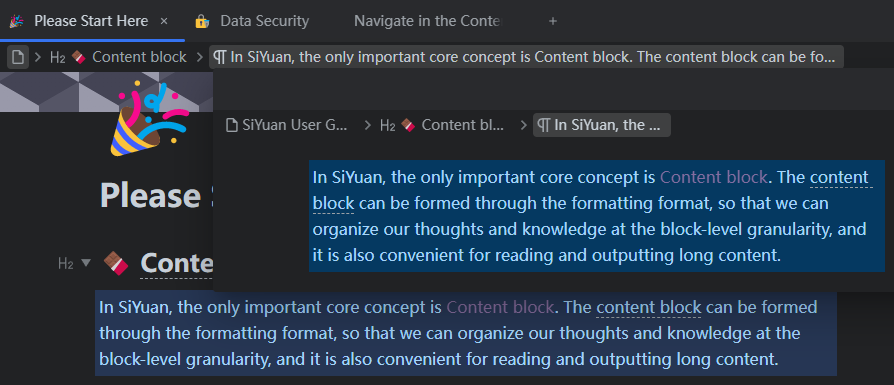 Please Start Here × Data Security Navigate in the Conte +
H2 Content block > ¶ In SiYuan, the only important core concept is Content block. The content block can be fo...
SiYuan User G... > H2 Content bl... > ¶ In SiYuan, the ...
In SiYuan, the only important core concept is Content block. The content
block can be formed through the formatting format, so that we can
organize our thoughts and knowledge at the block-level granularity, and
it is also convenient for reading and outputting long content.
Please S
H2 Conte
In SiYuan, the only important core concept is Content block. The content block can be formed
through the formatting format, so that we can organize our thoughts and knowledge at the
block-level granularity, and it is also convenient for reading and outputting long content.